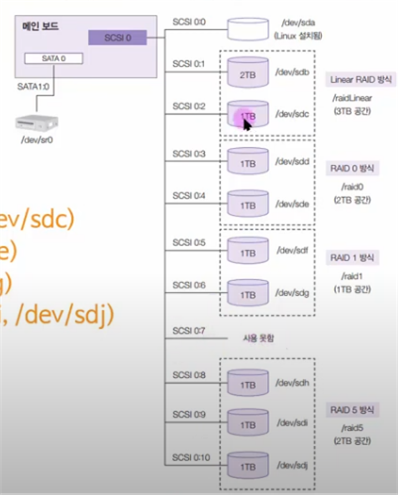 메인 보드
SCSI 0
SATA 0
SATA1:0
/dev/sr0
SCSI 0:0
/dev/sda
(Linux 설치됨)
SCSI 0:1
2TB
/dev/sdb
Linear RAID 방식
SCSI 0:2
1TB
/dev/sdc
/raidLinear
(3TB 공간)
SCSI 0:3
1TB
/dev/sdd
RAID 0 방식
SCSI 0:4
1TB
/dev/sde
/raid0
(2TB 공간)
SCSI 0:5
1TB
/dev/sdf
RAID 1 방식
SCSI 0:6
1TB
/dev/sdg
/raid1
(1TB 공간)
SCSI 0:7
사용 못함
SCSI 0:8
1TB
/dev/sdh
SCSI 0:9
1TB
/dev/sdi
RAID 5 방식
/raid5
(2TB 공간)
SCSI 0:10
1TB
/dev/sdj
ev/sdc)
e)
g)
i, /dev/sdj)